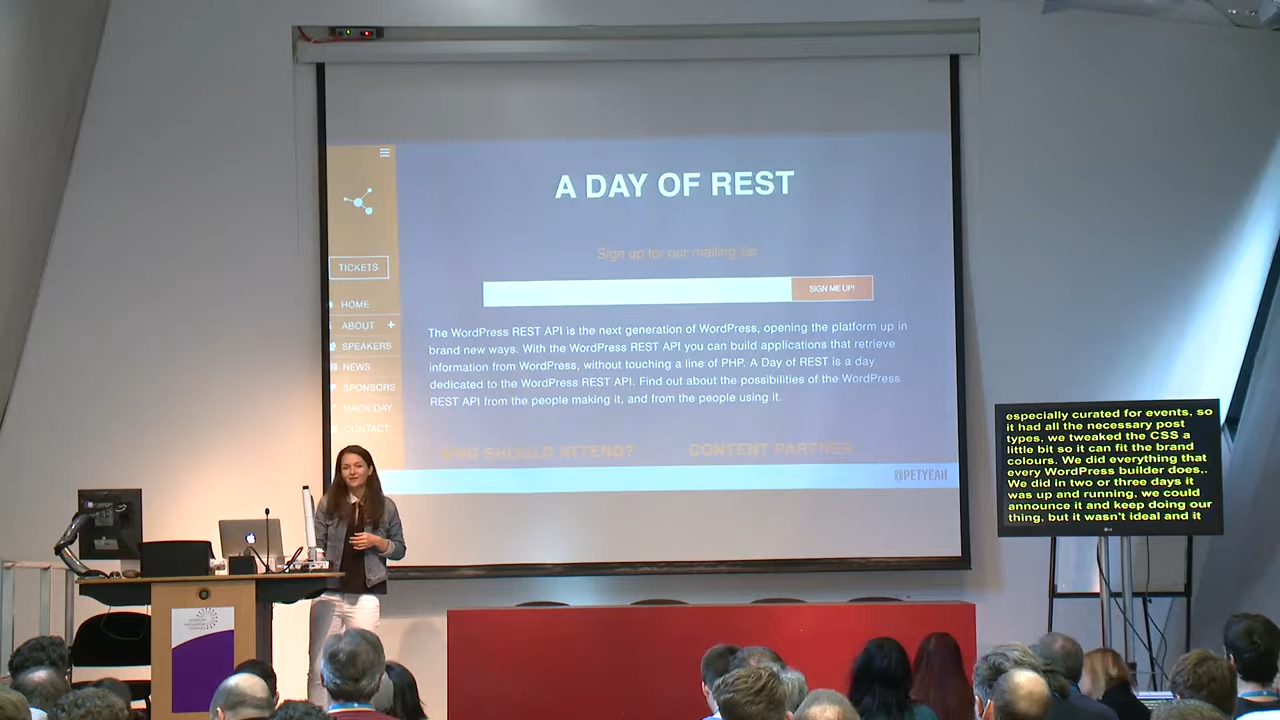 A DAY OF REST
Sign up for our mailing list
SIGN ME UP!
TICKETS
HOME
ABOUT +
SPEAKERS
NEWS
SPONSORS
HACK DAY
CONTACT
The WordPress REST API is the next generation of WordPress, opening the platform up in
brand new ways. With the WordPress REST API you can build applications that retrieve
information from WordPress, without touching a line of PHP. A Day of REST is a day
dedicated to the WordPress REST API. Find out about the possibilities of the WordPress
REST API from the people making it, and from the people using it.
WHO SHOULD ATTEND?
CONTENT PARTNER
@PETYEAH
especially curated for events, so
it had all the necessary post
types, we tweaked the CSS a
little bit so it can fit the brand
colours. We did everything that
every WordPress builder does,.
We did in two or three days it
was up and running, we could
announce it and keep doing our
thing, but it wasn't ideal and it